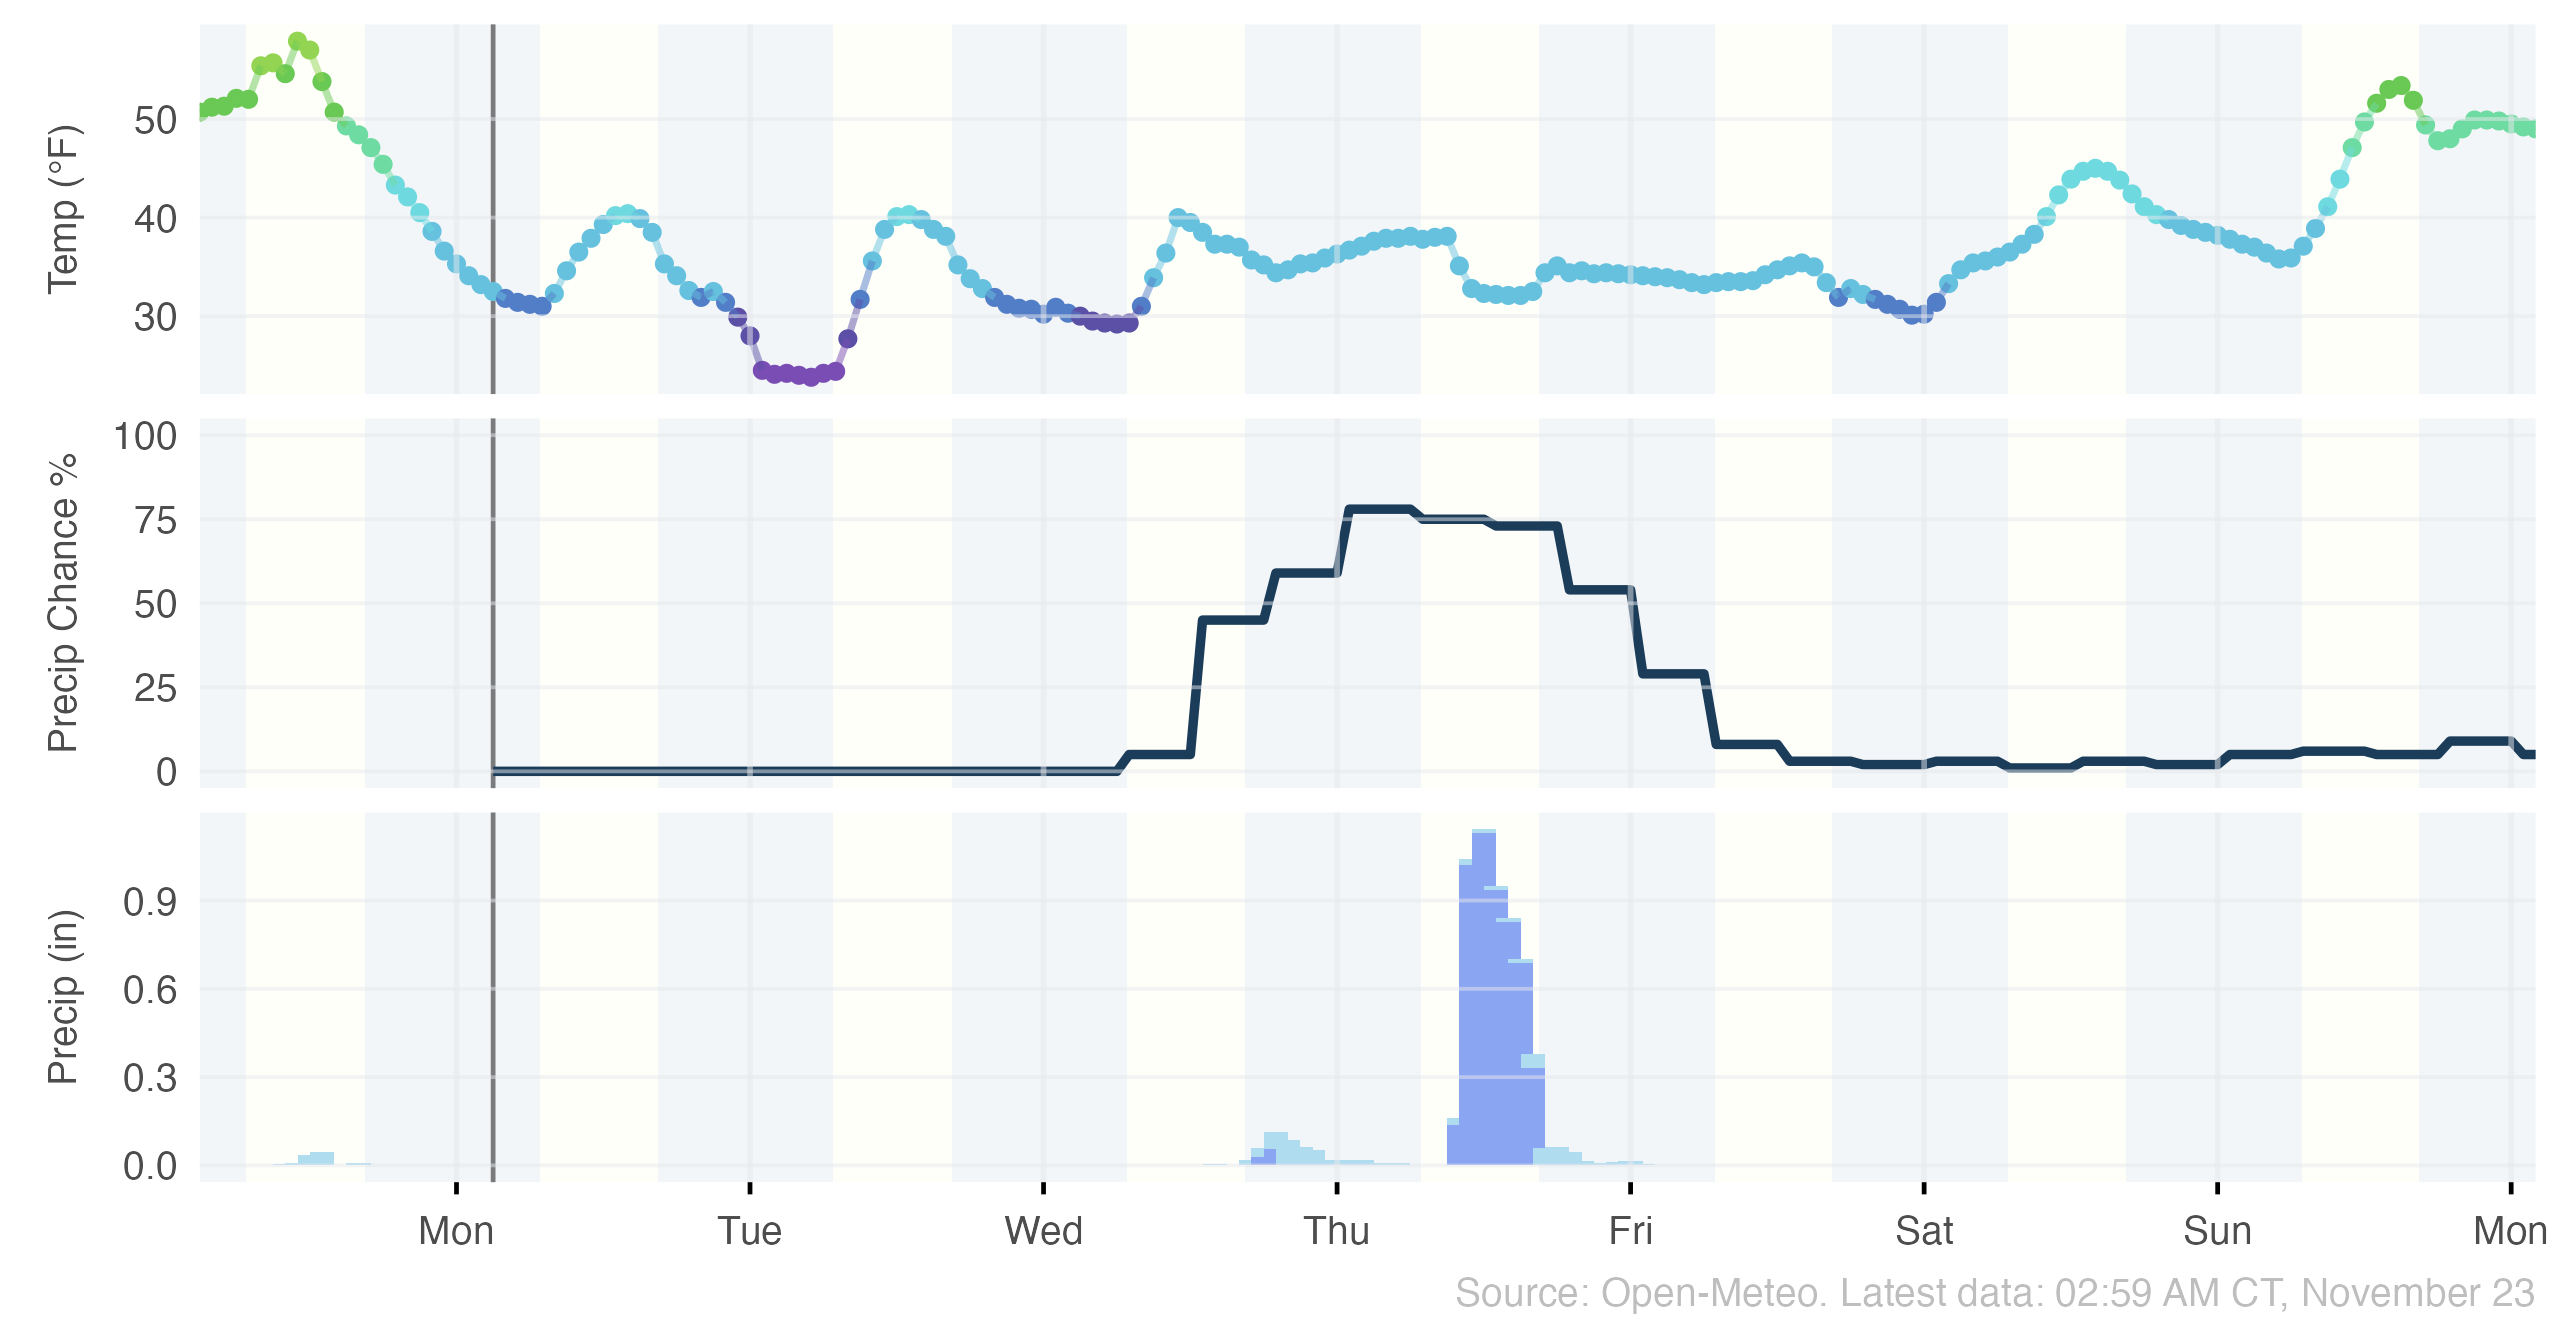 Temp (°F)
50
40
30
Precip Chance %
100
75
50
25
0
Precip (in)
0.9
0.6
0.3
0.0
Mon Tue Wed Thu Fri Sat Sun Mon
Source: Open-Meteo. Latest data: 02:59 AM CT, November 23